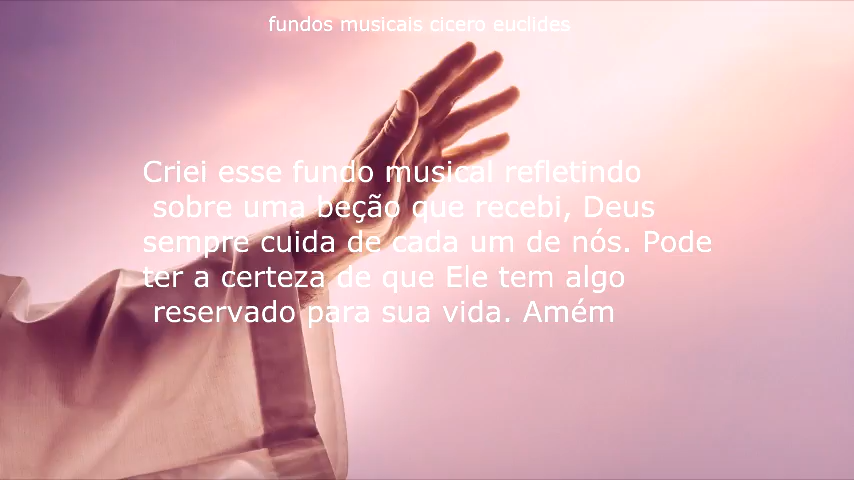 fundos musicais cicero euclides
Criei esse fundo musical refletindo
sobre uma beção que recebi, Deus
sempre cuida de cada um de nós. Pode
ter a certeza de que Ele tem algo
reservado para sua vida. Amém